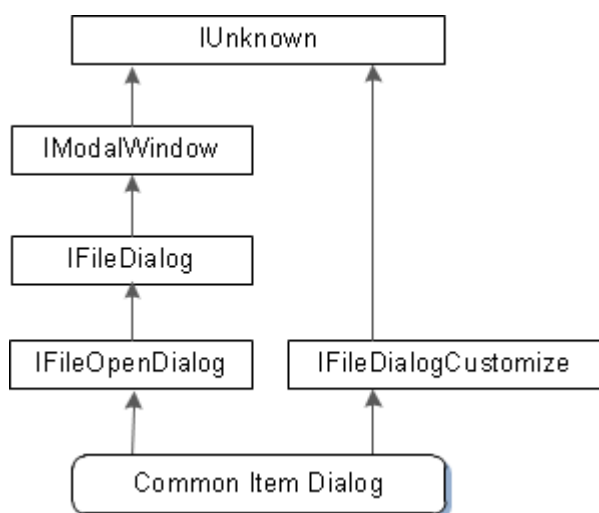 IUnknown
IModalWindow
IFileDialog
IFileOpenDialog
IFileDialogCustomize
Common Item Dialog